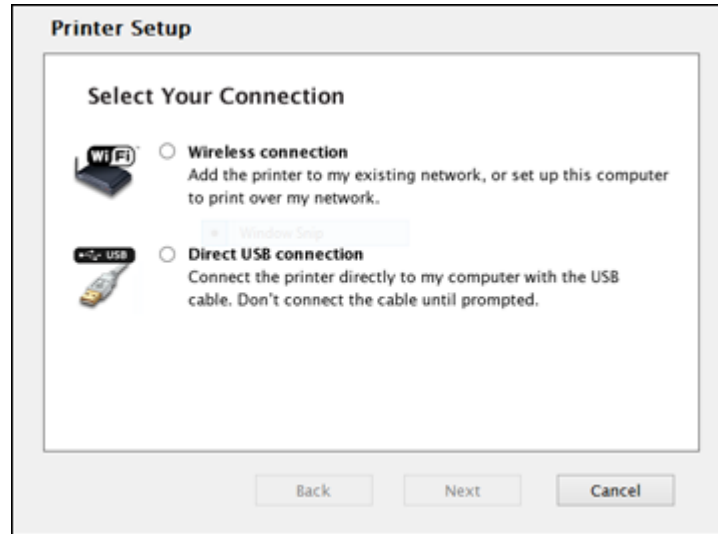 Printer Setup
Select Your Connection
WiFi
Wireless connection
Add the printer to my existing network, or set up this computer
to print over my network.
Window Snip
USB
Direct USB connection
Connect the printer directly to my computer with the USB
cable. Don't connect the cable until prompted.
Back
Next
Cancel